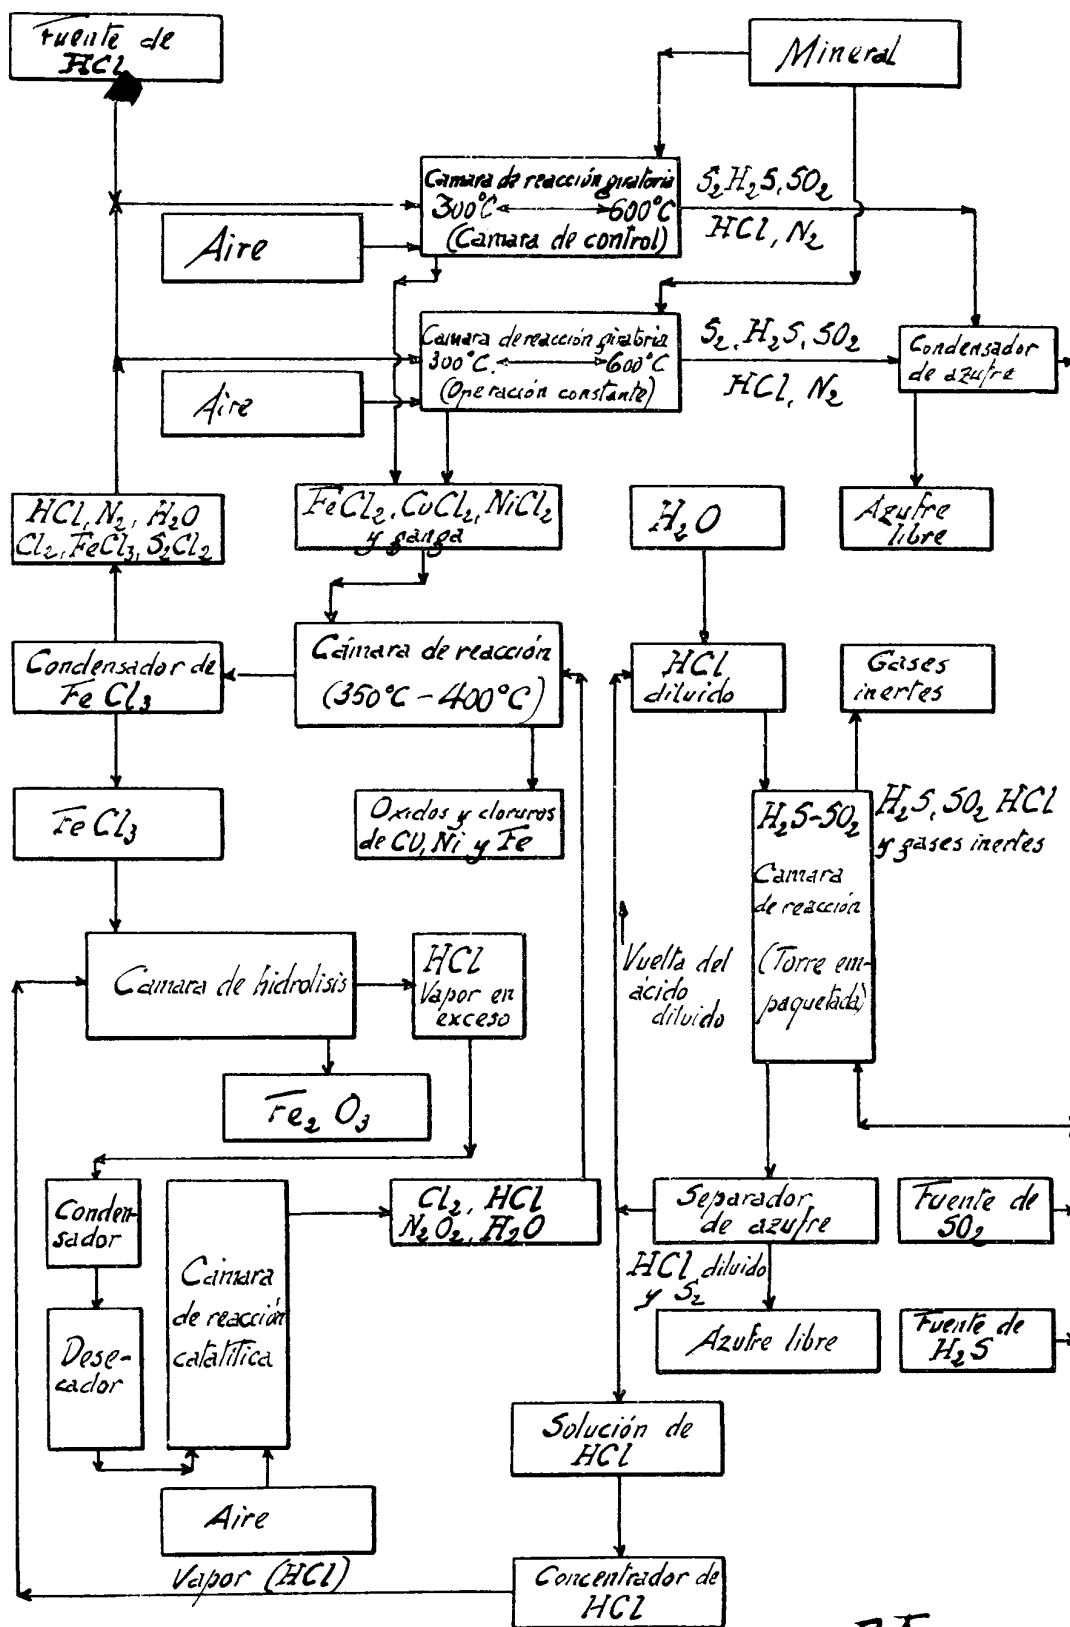 Fuente de
HCl
Mineral
Camara de reacción giratoria
300°C 600°C
(Camara de control)
S₂H₂S, SO₂
HCl, N₂
Aire
Camara de reacción giratoria
300°C. 600°C
(Operación constante)
S₂, H₂S, SO₂
HCl, N₂
Condensador
de azufre
Aire
HCl, N₂, H₂O
Cl₂, FeCl₃, S₂Cl₂
FeCl₂, CuCl₂, NiCl₂
y ganga
H₂O
Azufre
libre
Condensador de
FeCl₃
Cámara de reacción
(350°C - 400°C)
HCl
diluido
Gases
inertes
FeCl₃
Oxidos y cloruros
de CU, Ni y Fe
H₂S-SO₂
Camara
de reacción
(Torre em-
paquetada)
H₂S, SO₂ HCl
y gases inertes
Camara de hidrolisis
HCl
Vapor en
exceso
Vuelta del
ácido
diluido
Fe₂O₃
Conden-
sador
Cámara
de reacción
catalítica
Cl₂, HCl
N₂O₂, H₂O
Separador
de azufre
Fuente de
SO₂
HCl diluido
y S₂
Dese-
cador
Azufre libre
Fuente de
H₂S
Solución de
HCl
Aire
Vapor (HCl)
Concentrador de
HCl